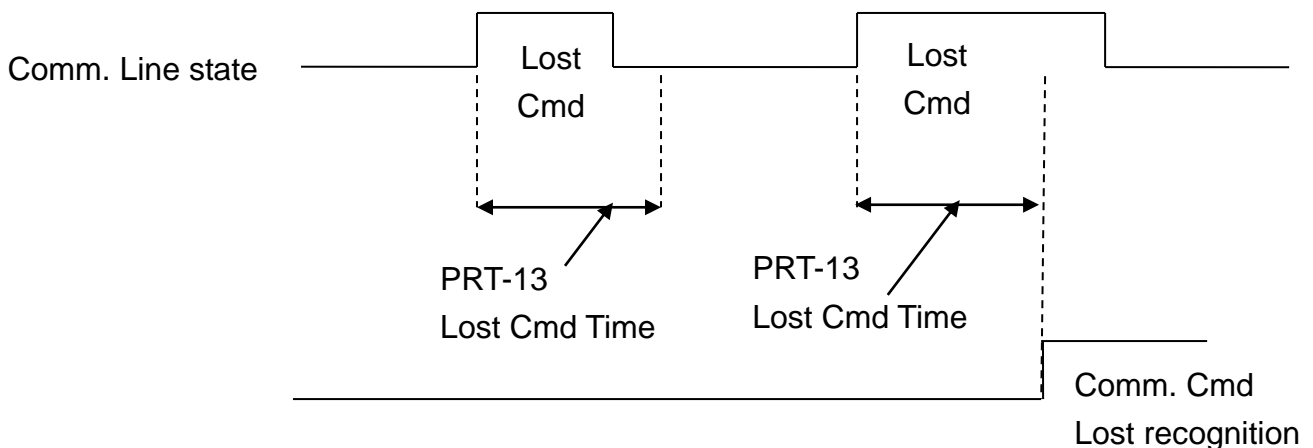 Comm. Line state
Lost
Cmd
Lost
Cmd
PRT-13
Lost Cmd Time
PRT-13
Lost Cmd Time
Comm. Cmd
Lost recognition